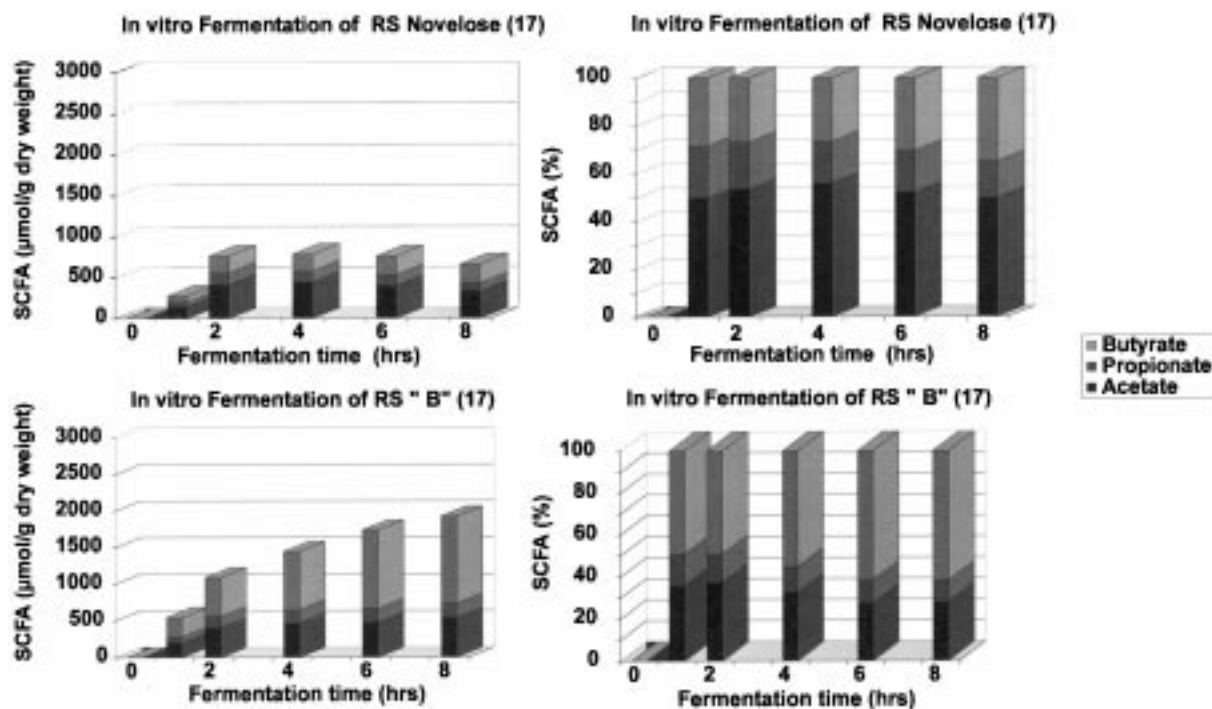 In vitro Fermentation of RS Novelose (17)
SCFA (µmol/g dry weight)
3000
2500
2000
1500
1000
500
0
0 2 4 6 8
Fermentation time (hrs)
In vitro Fermentation of RS Novelose (17)
SCFA (%)
100
80
60
40
20
0
0 2 4 6 8
Fermentation time (hrs)
Butyrate
Propionate
Acetate
In vitro Fermentation of RS " B" (17)
SCFA (µmol/g dry weight)
3000
2500
2000
1500
1000
500
0
0 2 4 6 8
Fermentation time (hrs)
In vitro Fermentation of RS " B" (17)
SCFA (%)
100
80
60
40
20
0
0 2 4 6 8
Fermentation time (hrs)